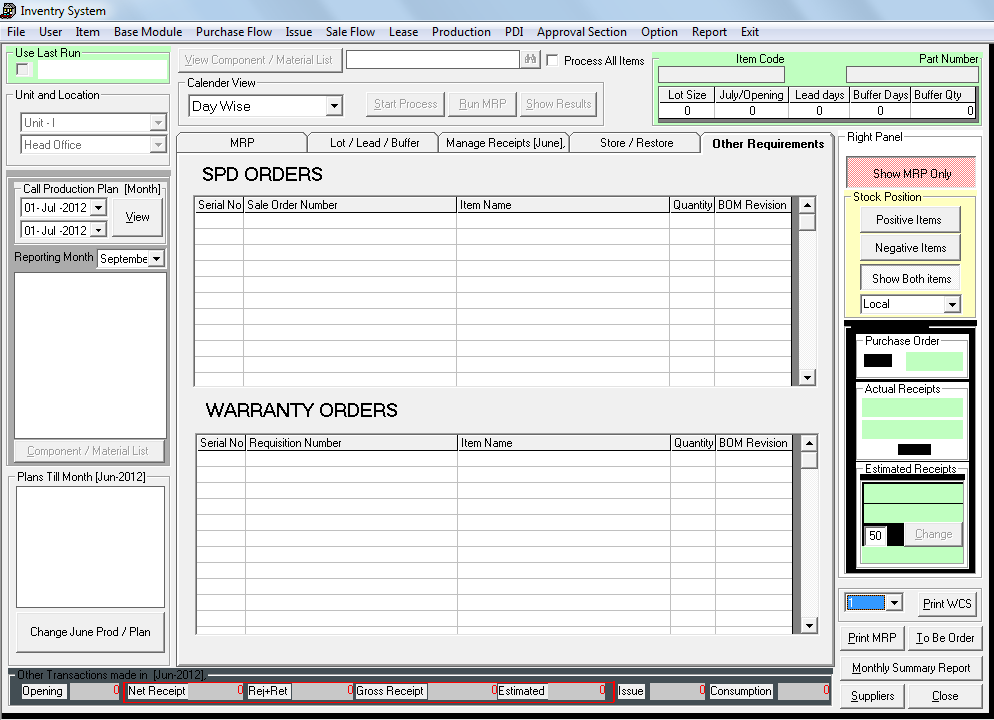 Inventry System
File User Item Base Module Purchase Flow Issue Sale Flow Lease Production PDI Approval Section Option Report Exit
Use Last Run
View Component / Material List
Process All Items
Item Code Part Number
Calender View
Day Wise
Start Process Run MRP Show Results
Lot Size July/Opening Lead days Buffer Days Buffer Qty
0 0 0 0 0
Unit and Location
Unit - I
Head Office
MRP Lot / Lead / Buffer Manage Receipts [June], Store / Restore Other Requirements
Right Panel
Show MRP Only
Stock Position
Positive Items
Negative Items
Show Both items
Local
Call Production Plan [Month]
01- Jul -2012
View
01- Jul -2012
Reporting Month Septembe
Component / Material List
Plans Till Month [Jun-2012]
Change June Prod / Plan
SPD ORDERS
Serial No Sale Order Number Item Name Quantity BOM Revision
WARRANTY ORDERS
Serial No Requisition Number Item Name Quantity BOM Revision
Purchase Order
Actual Receipts
Estimated Receipts
50 Change
1 Print WCS
Print MRP To Be Order
Monthly Summary Report
Suppliers Close
Other Transactions made in [Jun-2012],
Opening 0 Net Receipt 0 Rej+Ret 0 Gross Receipt 0 Estimated 0 Issue 0 Consumption 0